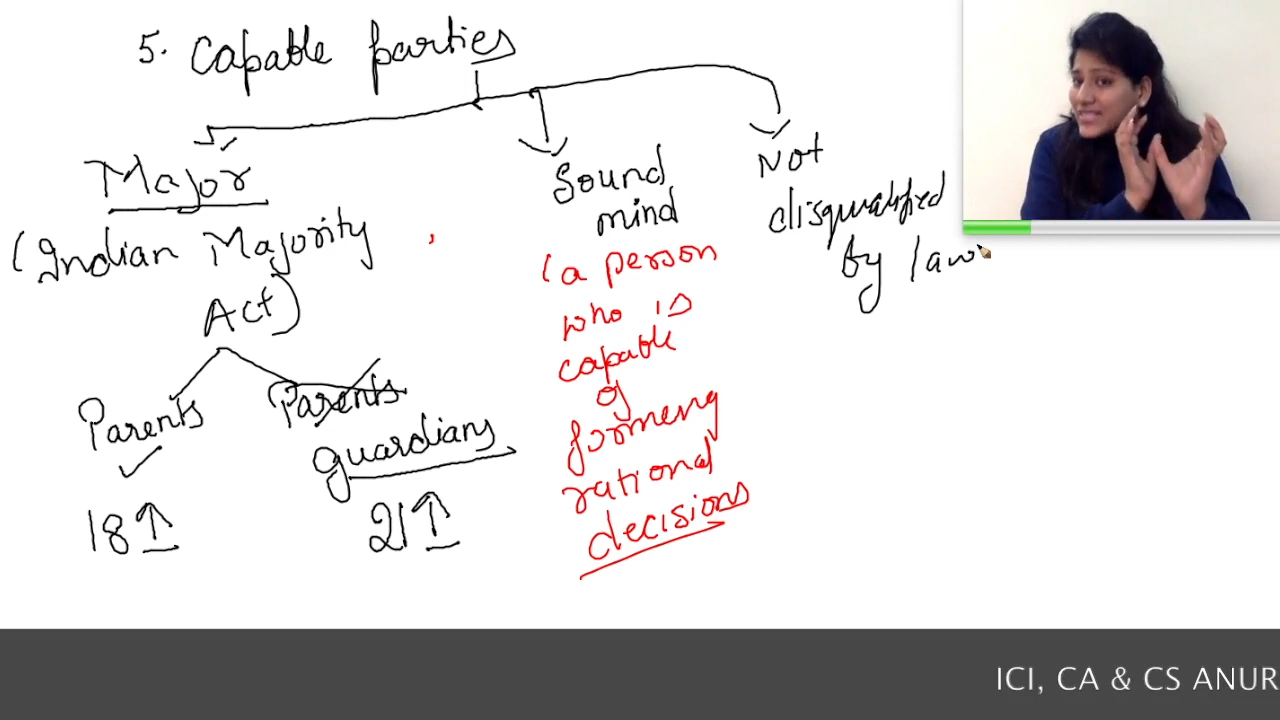 5. Capable parties
Major
(Indian Majority
Act)
Parents
18↑
Parents
guardians
21↑
Sound
mind
(a person
who is
capable
of
formeng
rational
decisions
Not
disqualified
by law
ICI, CA & CS ANUR